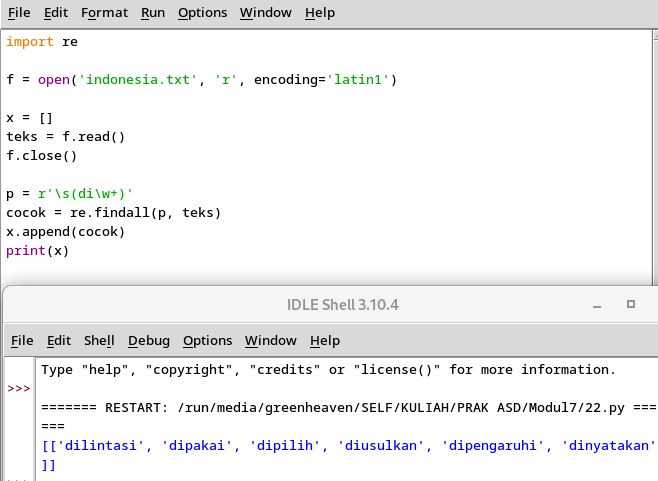 File Edit Format Run Options Window Help
import re
f = open('indonesia.txt', 'r', encoding='latin1')
x = []
teks = f.read()
f.close()
p = r'\s(di\w+)'
cocok = re.findall(p, teks)
x.append(cocok)
print(x)
IDLE Shell 3.10.4
File Edit Shell Debug Options Window Help
Type "help", "copyright", "credits" or "license()" for more information.
>>>
======= RESTART: /run/media/greenheaven/SELF/KULIAH/PRAK ASD/Modul7/22.py ===
===
[['dilintasi', 'dipakai', 'dipilih', 'diusulkan', 'dipengaruhi', 'dinyatakan'
]]